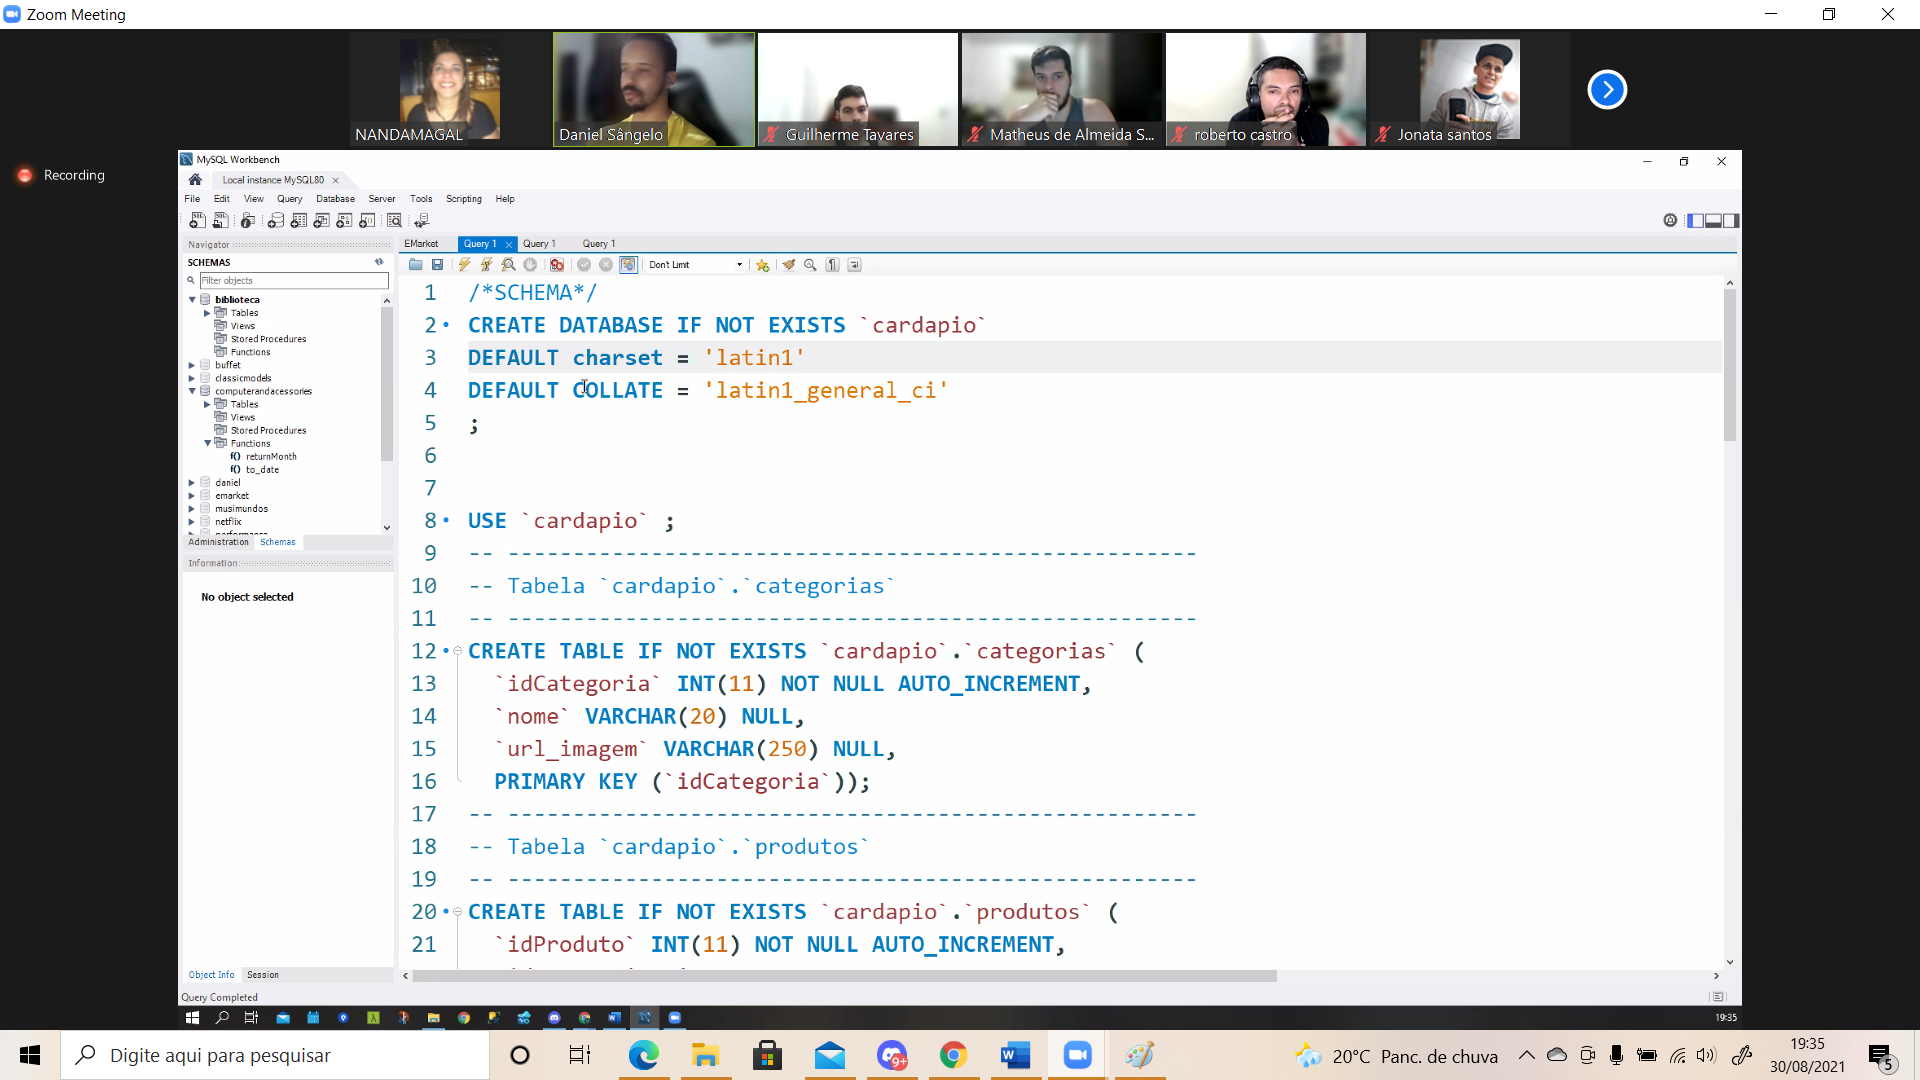 Zoom Meeting
NANDAMAGAL
Daniel Sângelo
Guilherme Tavares
Matheus de Almeida S...
roberto castro
Jonata santos
Recording
MySQL Workbench
Local instance MySQL80
File Edit View Query Database Server Tools Scripting Help
Navigator
SCHEMAS
Filter objects
biblioteca
Tables
Views
Stored Procedures
Functions
buffet
classicmodels
computerandacessories
Tables
Views
Stored Procedures
Functions
f() returnMonth
f() to_date
daniel
emarket
musimundos
netflix
Administration Schemas
Information
No object selected
Object Info Session
Query Completed
EMarket Query 1 Query 1 Query 1
Don't Limit
1 /*SCHEMA*/
2 CREATE DATABASE IF NOT EXISTS `cardapio`
3 DEFAULT charset = 'latin1'
4 DEFAULT COLLATE = 'latin1_general_ci'
5 ;
6
7
8 USE `cardapio` ;
9 -- -----------------------------------------------------
10 -- Tabela `cardapio`.`categorias`
11 -- -----------------------------------------------------
12 CREATE TABLE IF NOT EXISTS `cardapio`.`categorias` (
13 `idCategoria` INT(11) NOT NULL AUTO_INCREMENT,
14 `nome` VARCHAR(20) NULL,
15 `url_imagem` VARCHAR(250) NULL,
16 PRIMARY KEY (`idCategoria`));
17 -- -----------------------------------------------------
18 -- Tabela `cardapio`.`produtos`
19 -- -----------------------------------------------------
20 CREATE TABLE IF NOT EXISTS `cardapio`.`produtos` (
21 `idProduto` INT(11) NOT NULL AUTO_INCREMENT,
19:35
Digite aqui para pesquisar
9+
20°C Panc. de chuva
19:35
30/08/2021
5